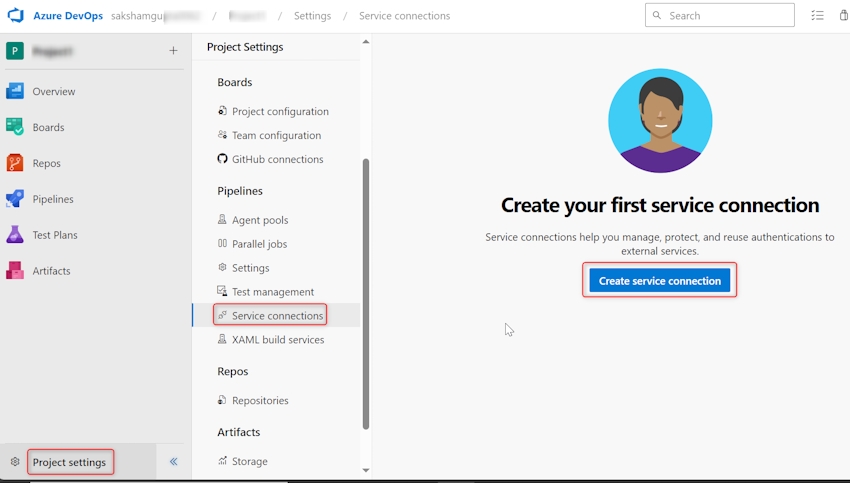 Azure DevOps sakshamgu / / Settings / Service connections
Search
P
Overview
Boards
Repos
Pipelines
Test Plans
Artifacts
Project settings
Project Settings
Boards
Project configuration
Team configuration
GitHub connections
Pipelines
Agent pools
Parallel jobs
Settings
Test management
Service connections
XAML build services
Repos
Repositories
Artifacts
Storage
Create your first service connection
Service connections help you manage, protect, and reuse authentications to
external services.
Create service connection